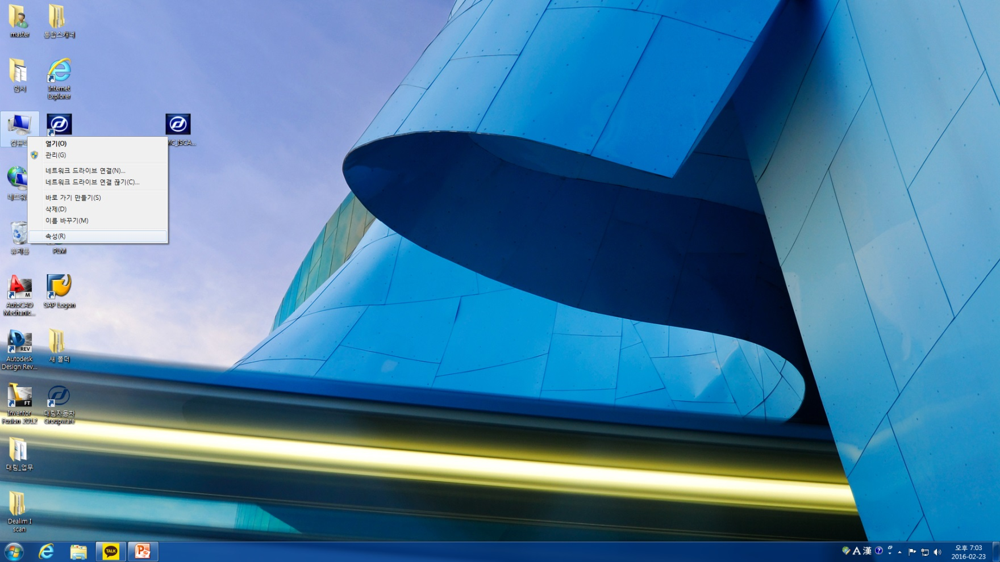 master
통합스캐너
임시
Internet
Explorer
컴퓨터
MC_ISCA...
열기(O)
관리(G)
네트워크 드라이브 연결(N)...
네트워크 드라이브 연결 끊기(C)...
바로 가기 만들기(S)
삭제(D)
이름 바꾸기(M)
속성(R)
네트워
휴지통
PLM
AutoCAD
Mechanic...
SAP Logon
Autodesk
Design Rev...
새 폴더
Inventor
Fusion 2012
대림자동차
Groupware
대림_업무
Dealim I
scan
M
REV
FT
TALK
A 漢
오후 7:03
2016-02-23